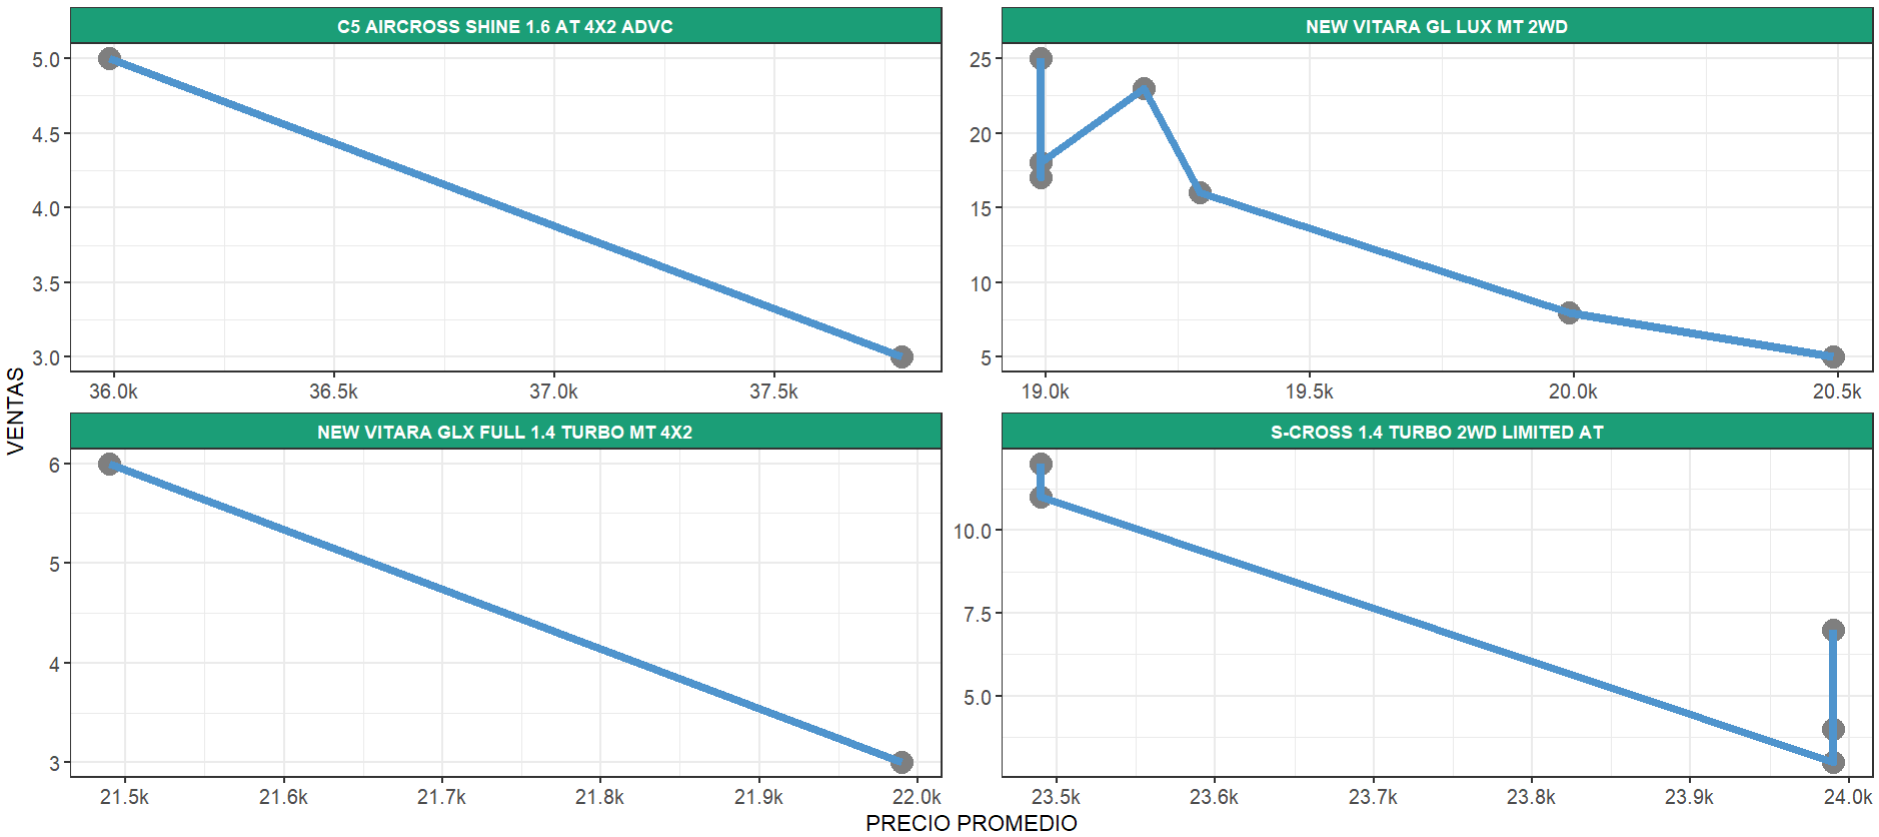 C5 AIRCROSS SHINE 1.6 AT 4X2 ADVC
5.0
4.5
4.0
3.5
3.0
36.0k 36.5k 37.0k 37.5k
NEW VITARA GL LUX MT 2WD
25
20
15
10
5
19.0k 19.5k 20.0k 20.5k
VENTAS
NEW VITARA GLX FULL 1.4 TURBO MT 4X2
6
5
4
3
21.5k 21.6k 21.7k 21.8k 21.9k 22.0k
S-CROSS 1.4 TURBO 2WD LIMITED AT
10.0
7.5
5.0
23.5k 23.6k 23.7k 23.8k 23.9k 24.0k
PRECIO PROMEDIO